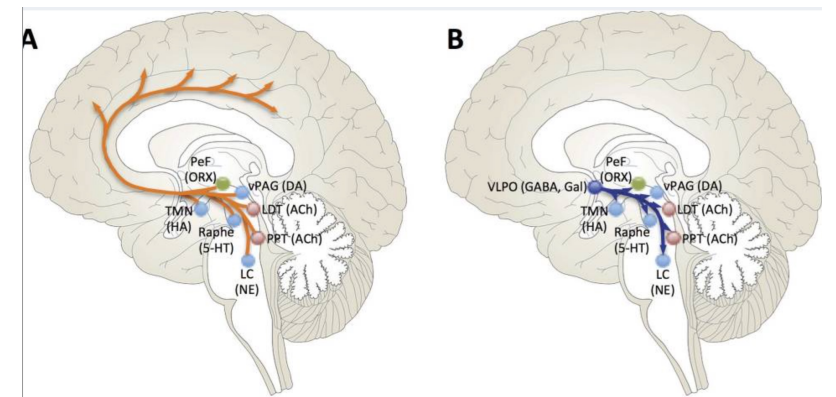 A
PeF
(ORX)
vPAG (DA)
TMN
(HA)
LDT (ACh)
Raphe
(5-HT)
PPT (ACh)
LC
(NE)
B
PeF
(ORX)
VLPO (GABA, Gal)
vPAG (DA)
TMN
(HA)
LDT (ACh)
Raphe
(5-HT)
PPT (ACh)
LC
(NE)